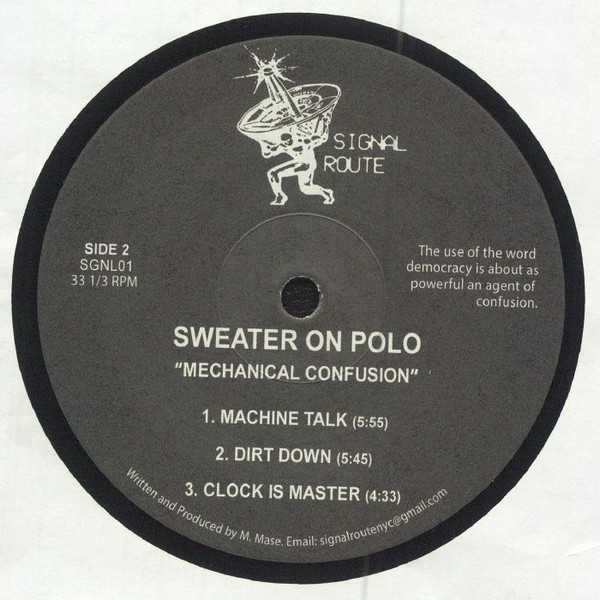 SIGNAL
ROUTE
SIDE 2
SGNL01
33 1/3 RPM
The use of the word
democracy is about as
powerful an agent of
confusion.
SWEATER ON POLO
"MECHANICAL CONFUSION"
1. MACHINE TALK (5:55)
2. DIRT DOWN (5:45)
3. CLOCK IS MASTER (4:33)
Written and Produced by M. Mase. Email: signalroutenyc@gmail.com